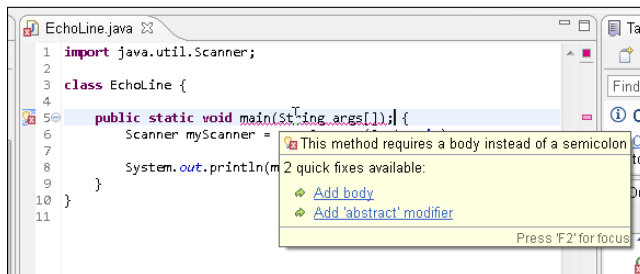 EchoLine.java
Ta
1 import java.util.Scanner;
2
3 class EchoLine {
4
5 public static void main(String args[]); {
6 Scanner myScanner =
7
8 System.out.println(m
9 }
10 }
11
This method requires a body instead of a semicolon
2 quick fixes available:
Add body
Add 'abstract' modifier
Press 'F2' for focus
Find